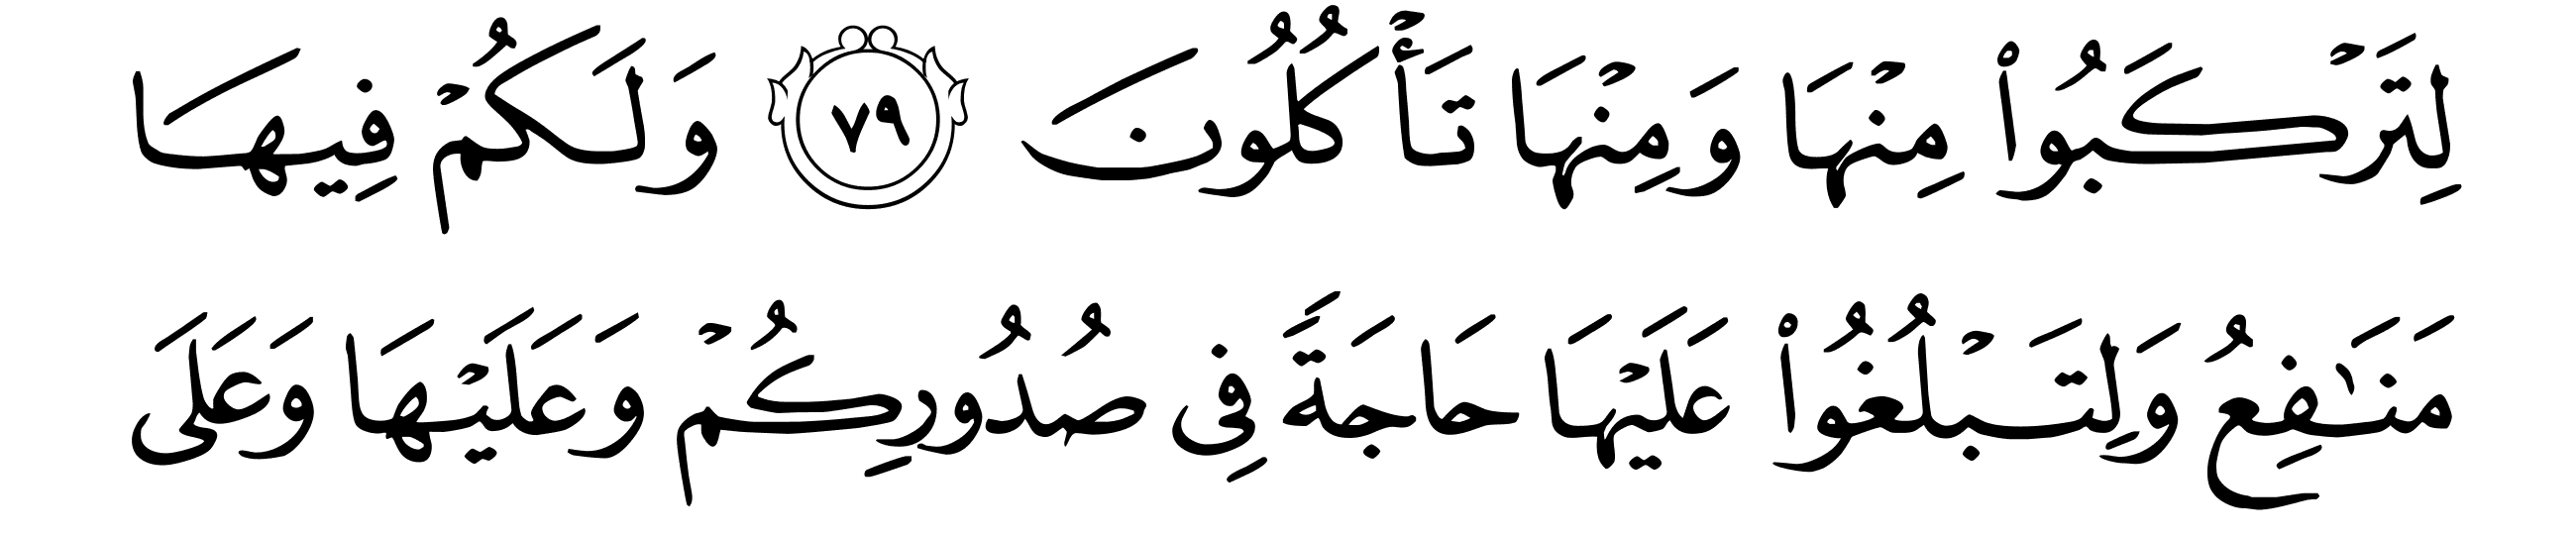 لِتَرْكَبُوا۟ مِنْهَا وَمِنْهَا تَأْكُلُونَ ٧٩ وَلَكُمْ فِيهَا
مَنَـٰفِعُ وَلِتَبْلُغُوا۟ عَلَيْهَا حَاجَةًۭ فِى صُدُورِكُمْ وَعَلَيْهَا وَعَلَى